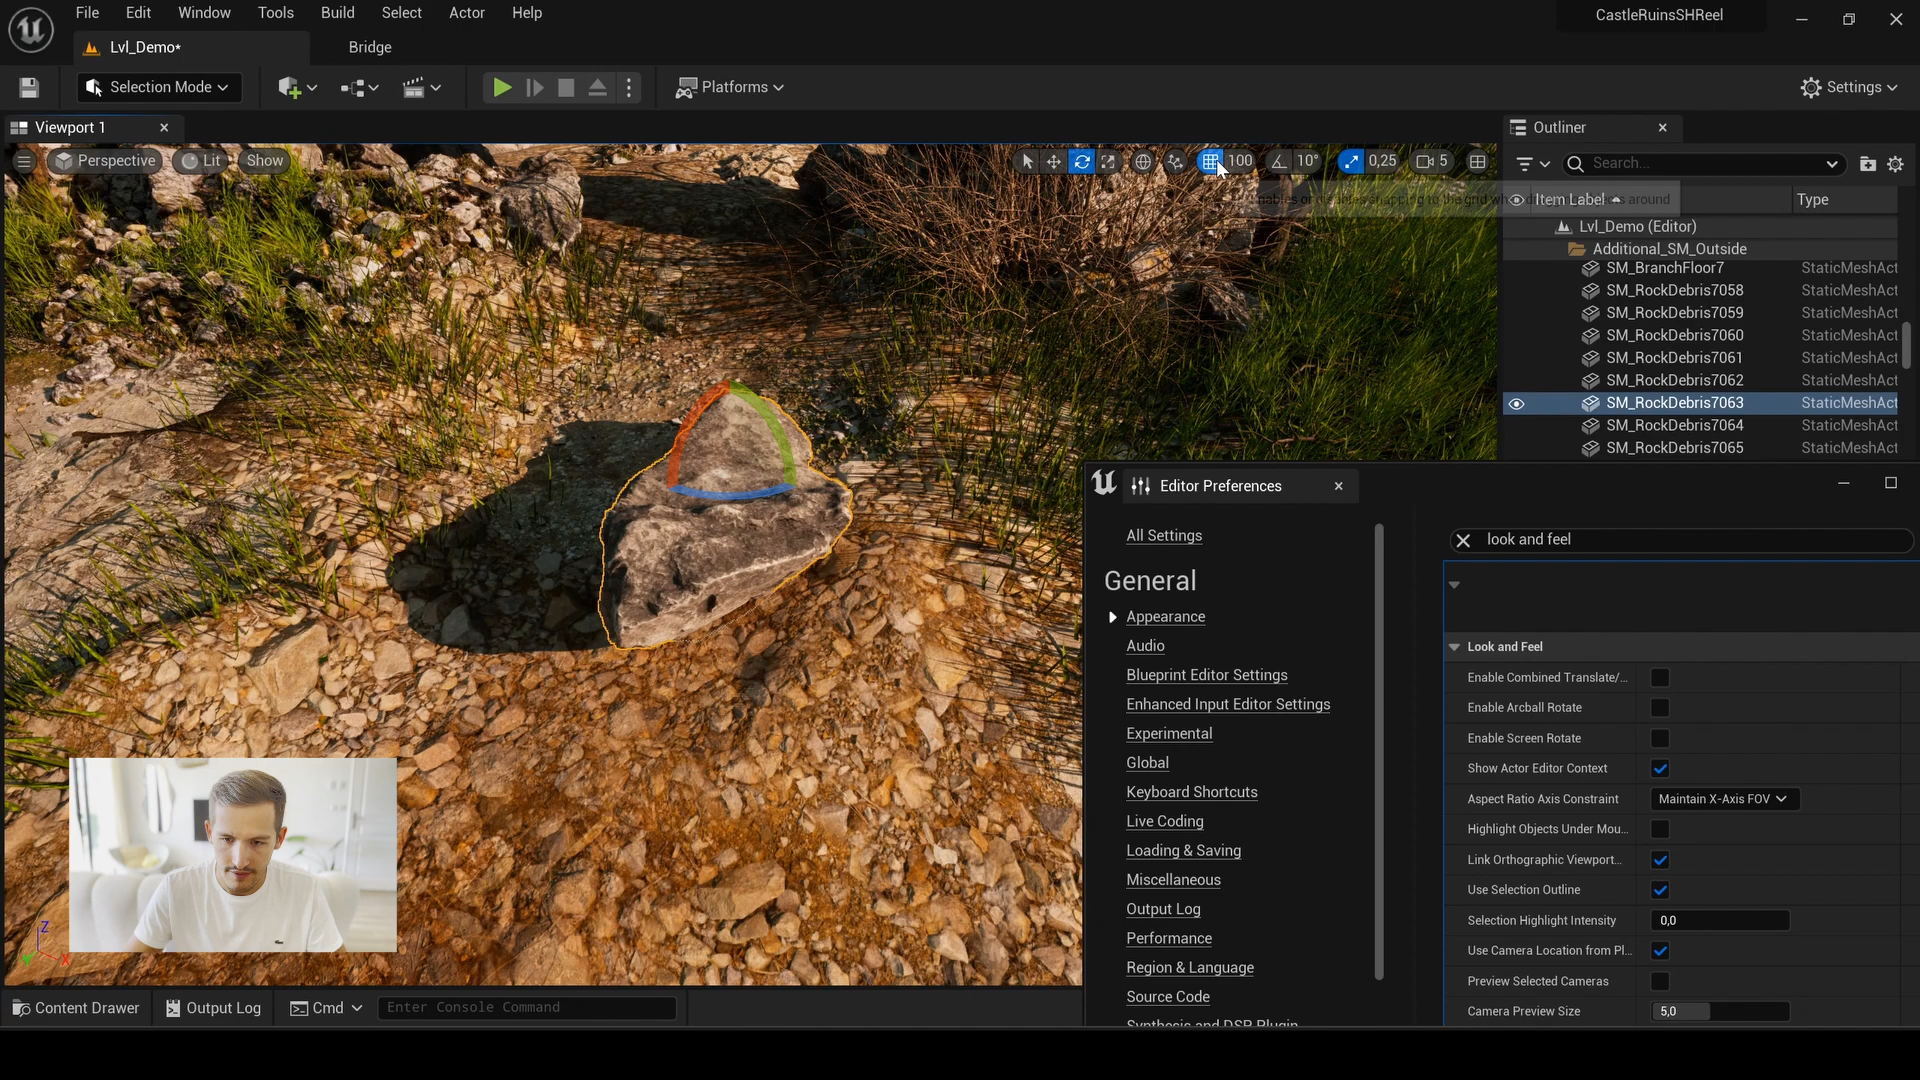 File Edit Window Tools Build Select Actor Help
CastleRuinsSHReel
Lvl_Demo*
Bridge
Selection Mode
Platforms
Settings
Viewport 1
Outliner
Perspective
Lit
Show
100
10°
0,25
5
Search...
Item Label
Type
Lvl_Demo (Editor)
Additional_SM_Outside
SM_BranchFloor7 StaticMeshAct
SM_RockDebris7058 StaticMeshAct
SM_RockDebris7059 StaticMeshAct
SM_RockDebris7060 StaticMeshAct
SM_RockDebris7061 StaticMeshAct
SM_RockDebris7062 StaticMeshAct
SM_RockDebris7063 StaticMeshAct
SM_RockDebris7064 StaticMeshAct
SM_RockDebris7065 StaticMeshAct
Editor Preferences
All Settings
General
Appearance
Audio
Blueprint Editor Settings
Enhanced Input Editor Settings
Experimental
Global
Keyboard Shortcuts
Live Coding
Loading & Saving
Miscellaneous
Output Log
Performance
Region & Language
Source Code
Synthesis and DSP Plugin
look and feel
Look and Feel
Enable Combined Translate/...
Enable Arcball Rotate
Enable Screen Rotate
Show Actor Editor Context
Aspect Ratio Axis Constraint Maintain X-Axis FOV
Highlight Objects Under Mou...
Link Orthographic Viewport...
Use Selection Outline
Selection Highlight Intensity 0,0
Use Camera Location from Pl...
Preview Selected Cameras
Camera Preview Size 5,0
Z
X
Content Drawer
Output Log
Cmd
Enter Console Command